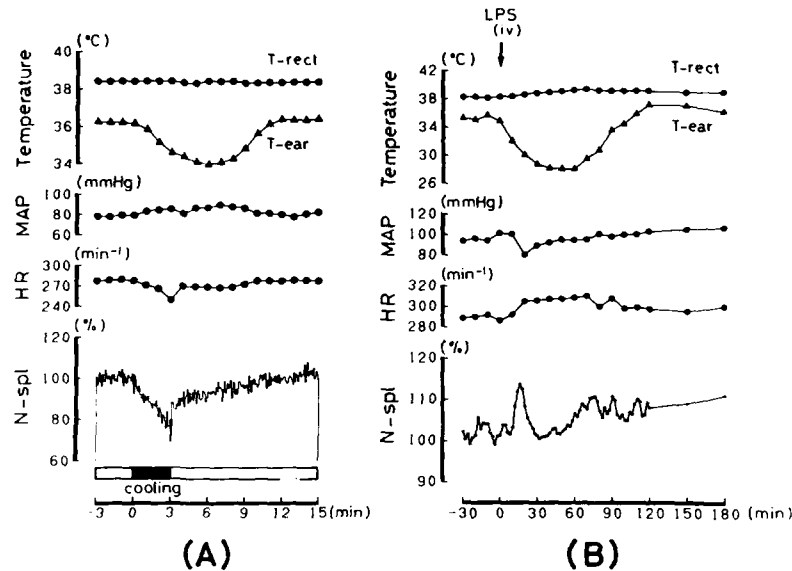 (°C)
40
38
36
34
Temperature
T-rect
T-ear
(mmHg)
100
80
60
MAP
(min⁻¹)
300
270
240
HR
(%)
120
100
80
60
N-spl
cooling
-3 0 3 6 9 12 15 (min)
(A)
LPS
(iv)
(°C)
42
38
34
30
26
Temperature
T-rect
T-ear
(mmHg)
120
100
80
MAP
(min⁻¹)
320
300
280
HR
(%)
120
110
100
90
N-spl
-30 0 30 60 90 120 150 180 (min)
(B)